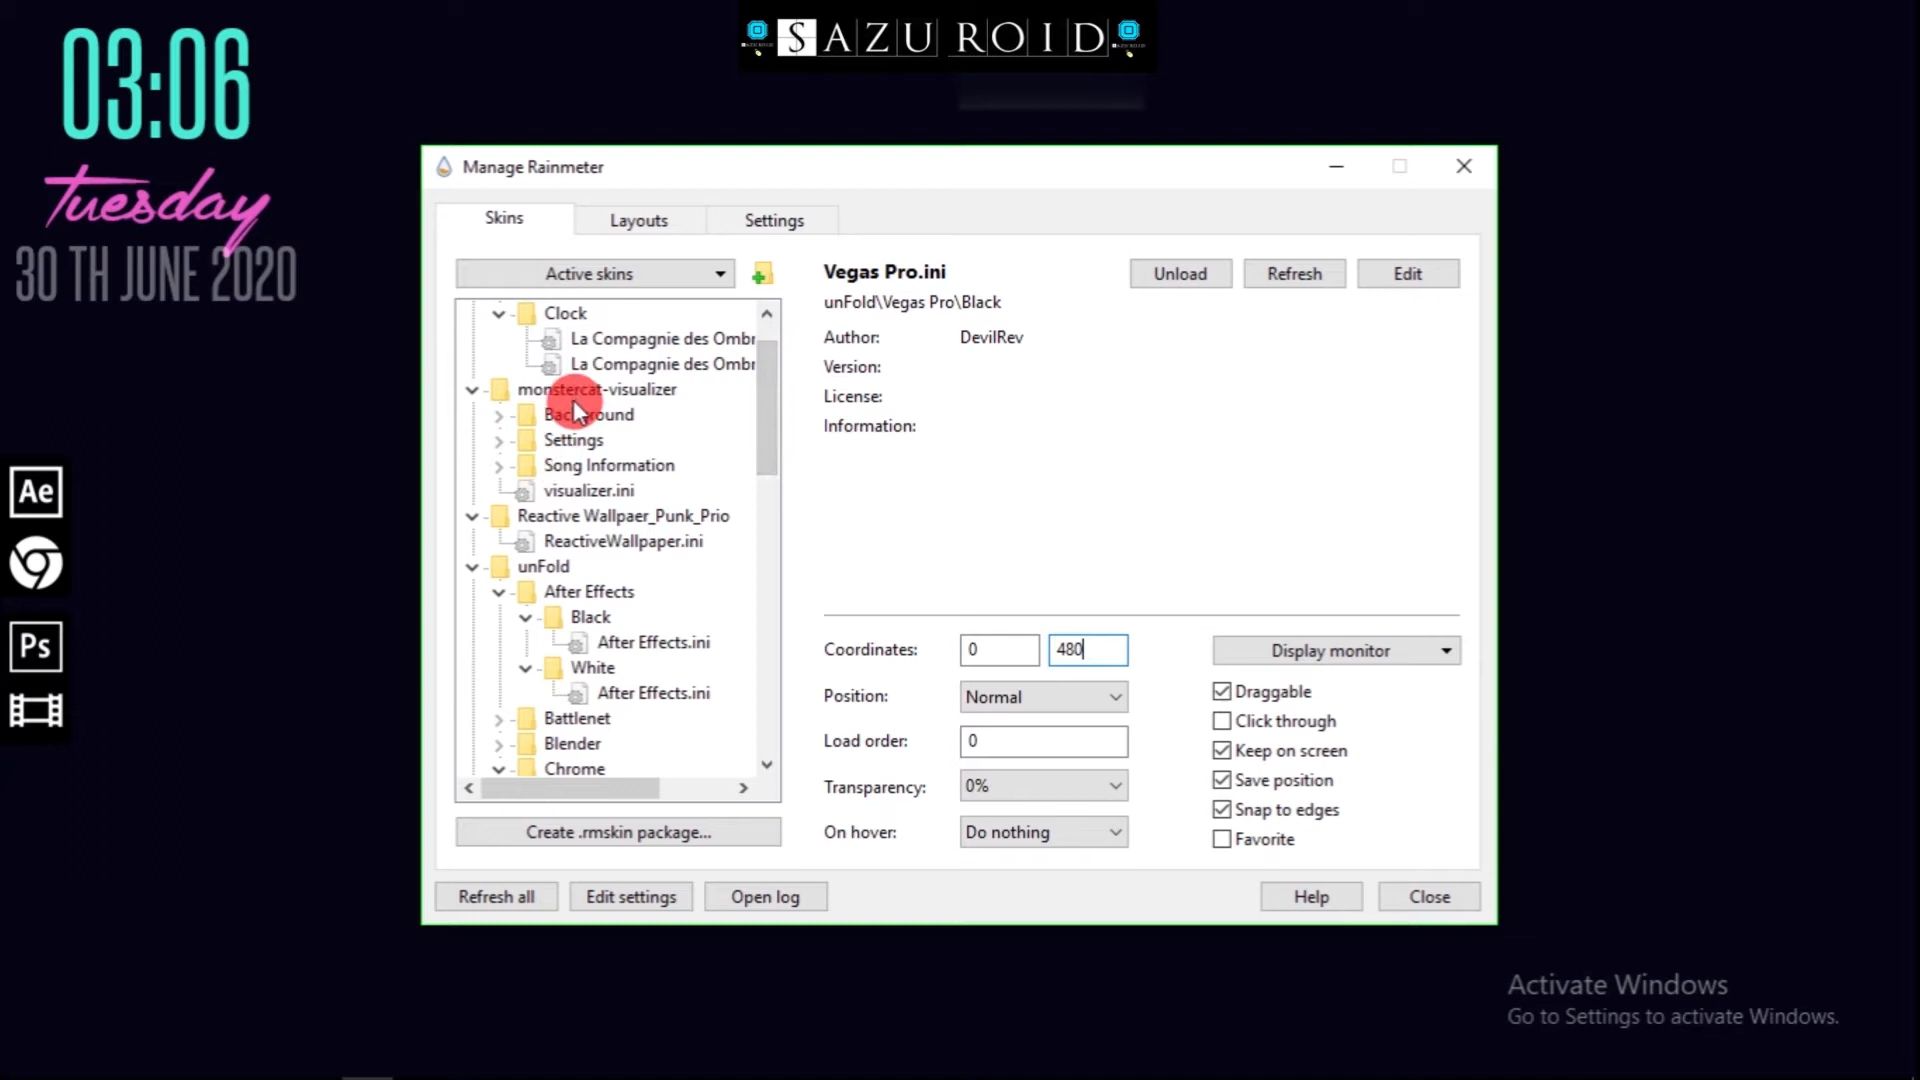 03:06
tuesday
30 TH JUNE 2020
SAZU ROID
Ae
Ps
Manage Rainmeter
Skins
Layouts
Settings
Active skins
Clock
La Compagnie des Ombr
La Compagnie des Ombr
monstercat-visualizer
Background
Settings
Song Information
visualizer.ini
Reactive Wallpaer_Punk_Prio
ReactiveWallpaper.ini
unFold
After Effects
Black
After Effects.ini
White
After Effects.ini
Battlenet
Blender
Chrome
Create .rmskin package...
Vegas Pro.ini
unFold\Vegas Pro\Black
Unload
Refresh
Edit
Author: DevilRev
Version:
License:
Information:
Coordinates: 0 480
Position: Normal
Load order: 0
Transparency: 0%
On hover: Do nothing
Display monitor
Draggable
Click through
Keep on screen
Save position
Snap to edges
Favorite
Refresh all
Edit settings
Open log
Help
Close
Activate Windows
Go to Settings to activate Windows.